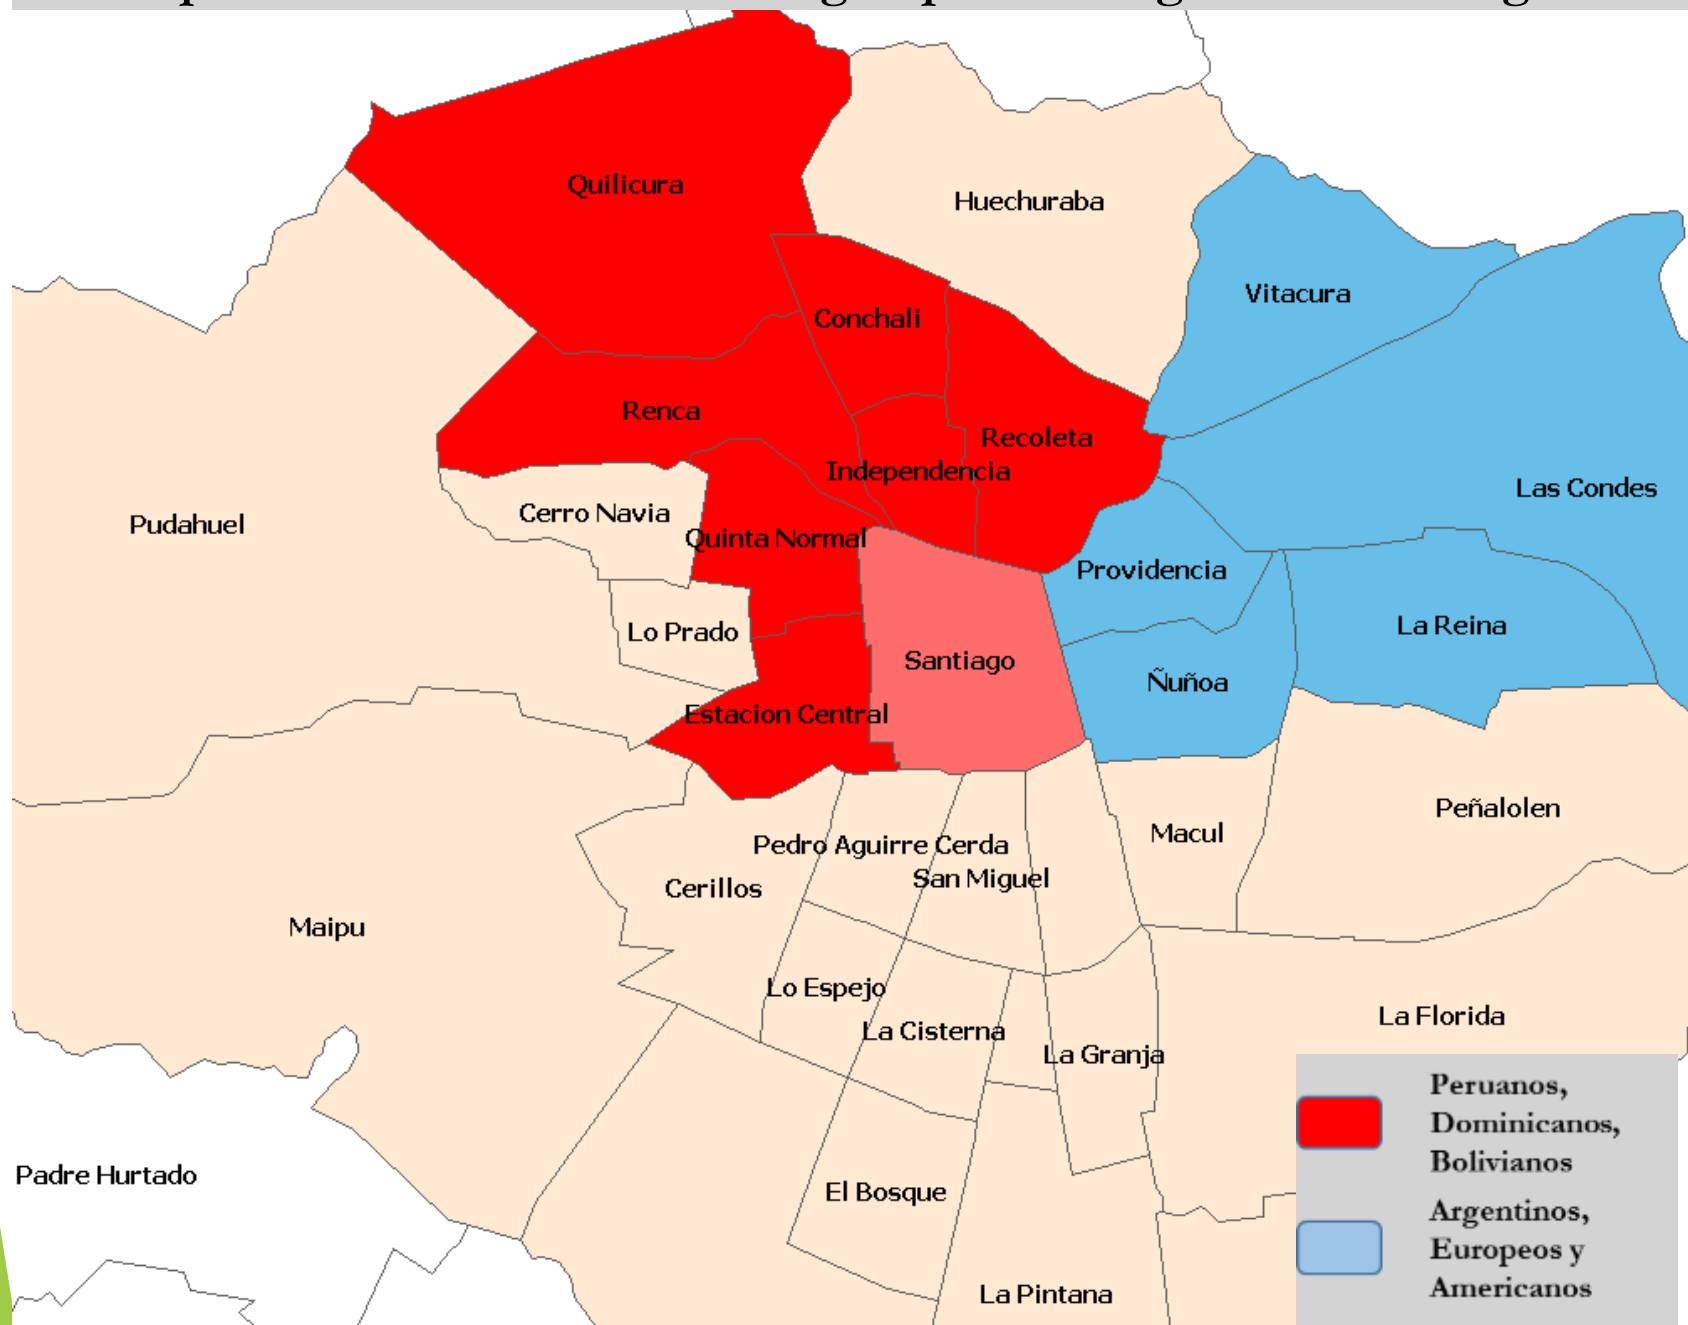 Quilicura
Huechuraba
Vitacura
Conchali
Renca
Recoleta
Independencia
Las Condes
Cerro Navia
Pudahuel
Quinta Normal
Providencia
La Reina
Lo Prado
Santiago
Ñuñoa
Estacion Central
Peñalolen
Macul
Pedro Aguirre Cerda
San Miguel
Cerillos
Maipu
Lo Espejo
La Florida
La Cisterna
La Granja
Padre Hurtado
El Bosque
La Pintana
Peruanos,
Dominicanos,
Bolivianos
Argentinos,
Europeos y
Americanos